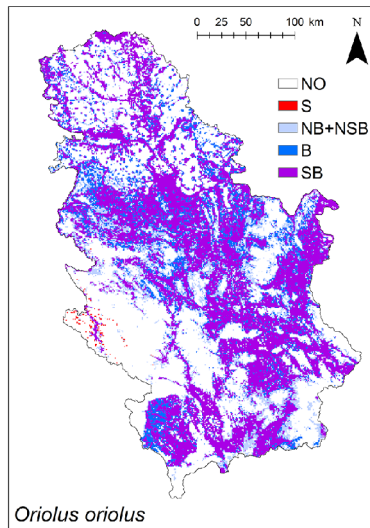 0 25 50 100 km
N
NO
S
NB+NSB
B
SB
Oriolus oriolus